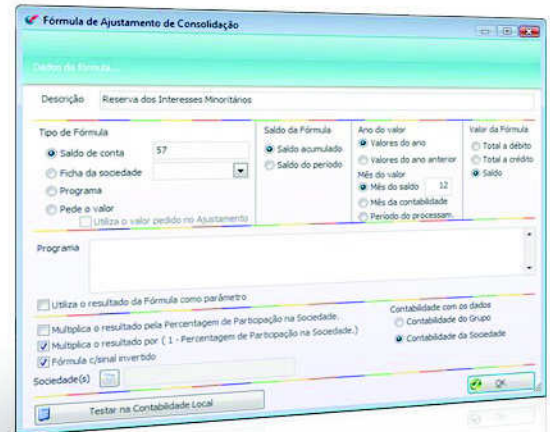 Fórmula de Ajustamento de Consolidação
Dados da fórmula...
Descrição Reserva dos Interesses Minoritários
Tipo de Fórmula
Saldo de conta 57
Ficha da sociedade
Programa
Pede o valor
Utiliza o valor pedido no Ajustamento
Saldo da Fórmula
Saldo acumulado
Saldo do período
Ano do valor
Valores do ano
Valores do ano anterior
Mês do valor
Mês do saldo 12
Mês da contabilidade
Período do processam.
Valor da Fórmula
Total a débito
Total a crédito
Saldo
Programa
Utiliza o resultado da Fórmula como parâmetro
Multiplica o resultado pela Percentagem de Participação na Sociedade.
Multiplica o resultado por ( 1 - Percentagem de Participação na Sociedade.)
Fórmula c/sinal invertido
Contabilidade com os dados
Contabilidade do Grupo
Contabilidade da Sociedade
Sociedade(s)
Testar na Contabilidade Local
OK